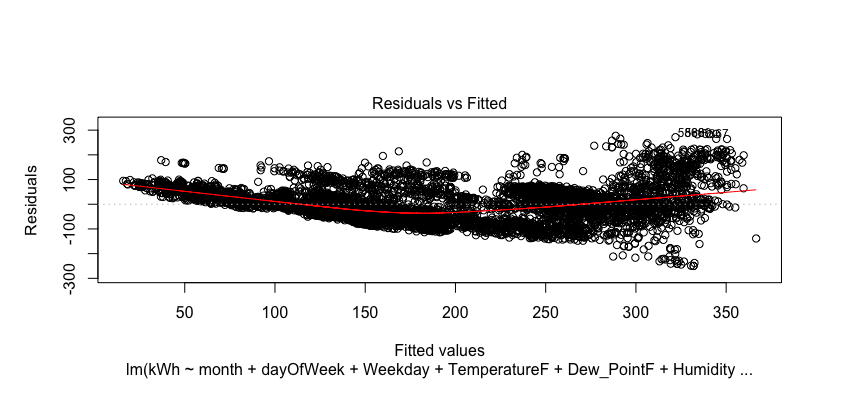 Residuals vs Fitted
Residuals
300
100
-100
-300
50
100
150
200
250
300
350
Fitted values
lm(kWh ~ month + dayOfWeek + Weekday + TemperatureF + Dew_PointF + Humidity ...